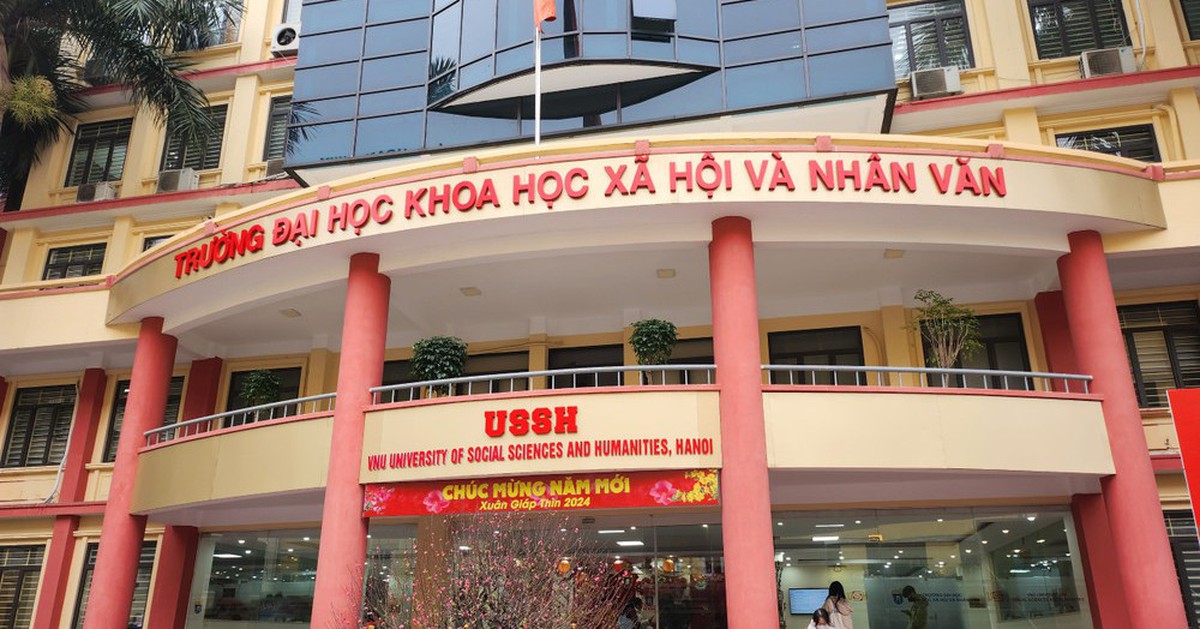 TRƯỜNG ĐẠI HỌC KHOA HỌC XÃ HỘI VÀ NHÂN VĂN
USSH
VNU UNIVERSITY OF SOCIAL SCIENCES AND HUMANITIES, HANOI
CHÚC MỪNG NĂM MỚI
Xuân Giáp Thìn 2024